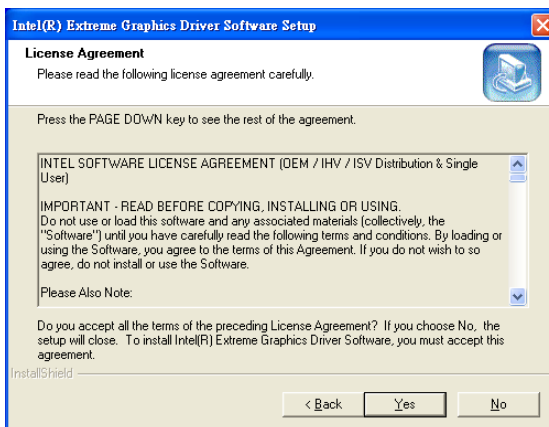 Intel(R) Extreme Graphics Driver Software Setup
License Agreement
Please read the following license agreement carefully.
Press the PAGE DOWN key to see the rest of the agreement.
INTEL SOFTWARE LICENSE AGREEMENT (OEM / IHV / ISV Distribution & Single
User)
IMPORTANT - READ BEFORE COPYING, INSTALLING OR USING.
Do not use or load this software and any associated materials (collectively, the
"Software") until you have carefully read the following terms and conditions. By loading or
using the Software, you agree to the terms of this Agreement. If you do not wish to so
agree, do not install or use the Software.
Please Also Note:
Do you accept all the terms of the preceding License Agreement? If you choose No, the
setup will close. To install Intel(R) Extreme Graphics Driver Software, you must accept this
agreement.
InstallShield
< Back Yes No